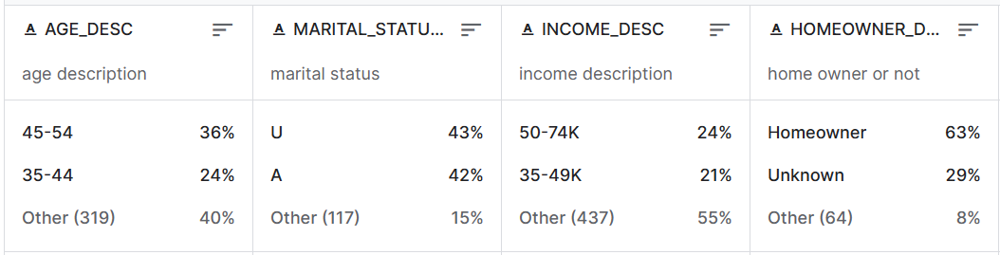 A AGE_DESC A MARITAL_STATU... A INCOME_DESC A HOMEOWNER_D...
age description marital status income description home owner or not
45-54 36% U 43% 50-74K 24% Homeowner 63%
35-44 24% A 42% 35-49K 21% Unknown 29%
Other (319) 40% Other (117) 15% Other (437) 55% Other (64) 8%